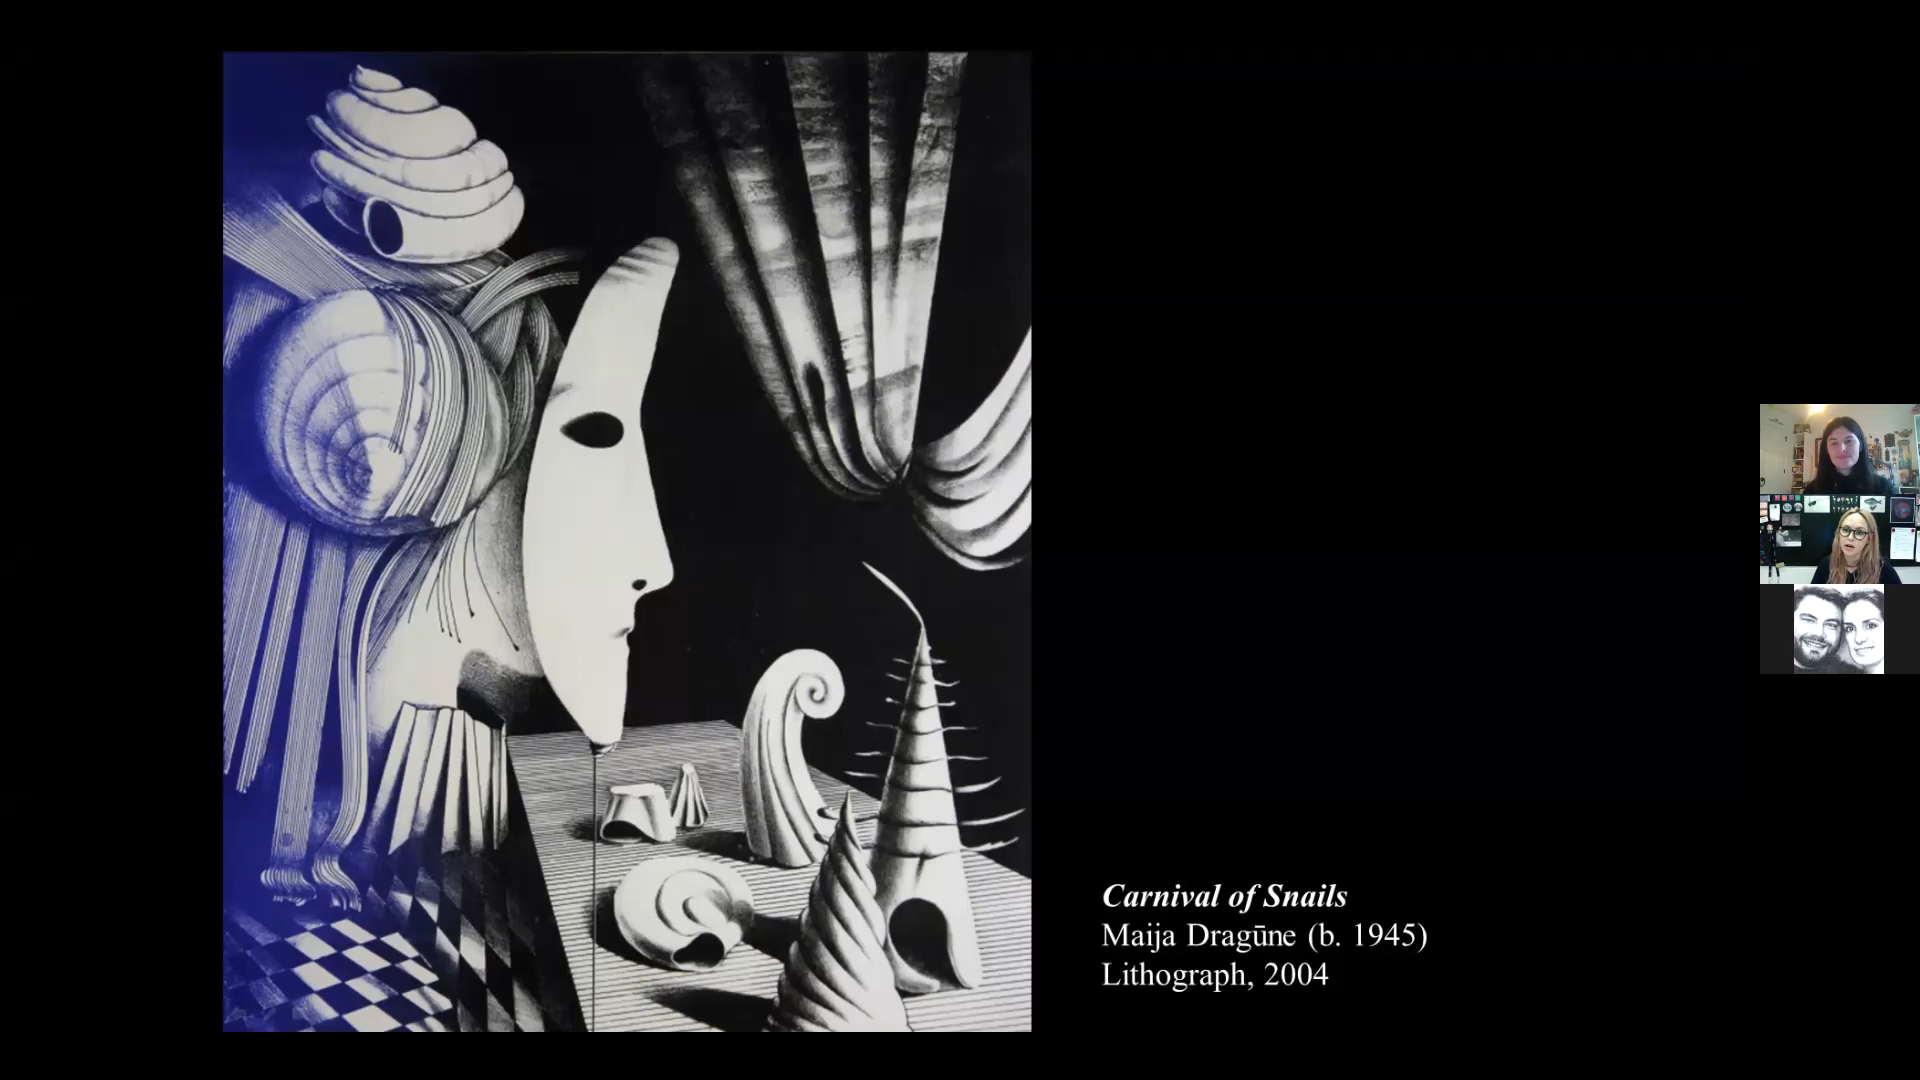 Carnival of Snails
Maija Dragūne (b. 1945)
Lithograph, 2004